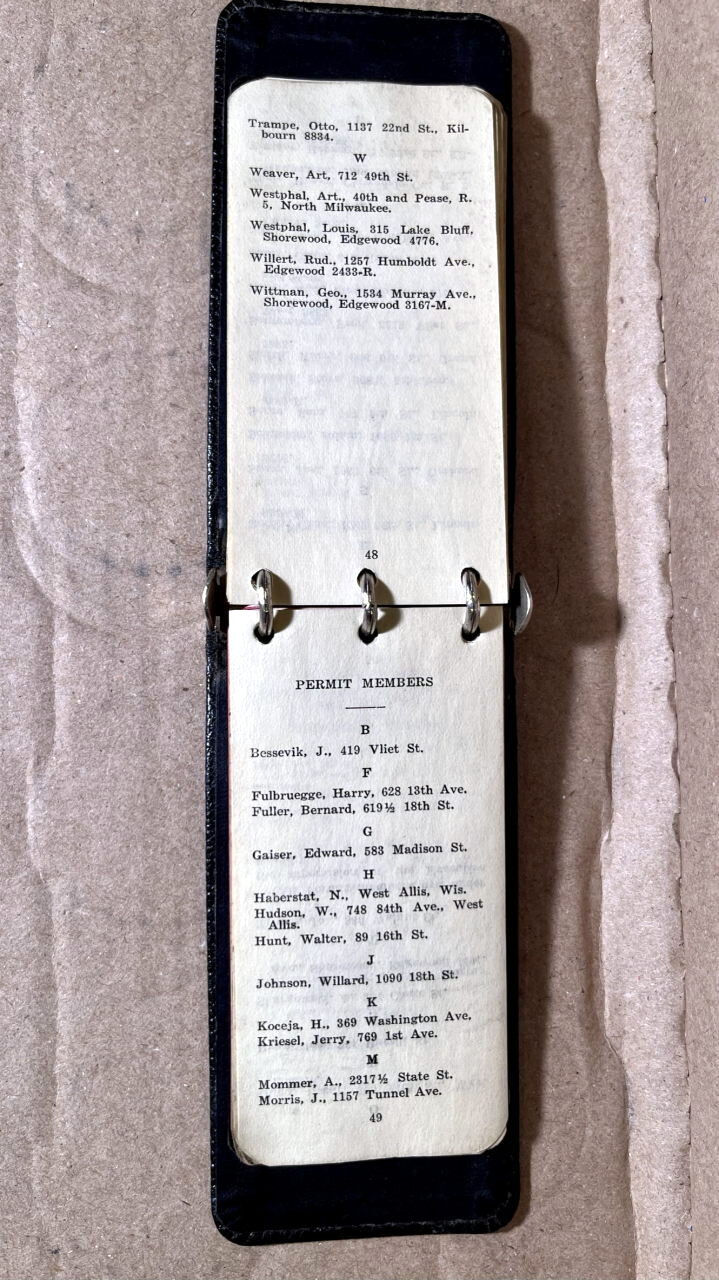 Trampe, Otto, 1137 22nd St., Kil-
bourn 8834.
W
Weaver, Art, 712 49th St.
Westphal, Art., 40th and Pease, R.
5, North Milwaukee.
Westphal, Louis, 315 Lake Bluff,
Shorewood, Edgewood 4776.
Willert, Rud., 1257 Humboldt Ave.,
Edgewood 2433-R.
Wittman, Geo., 1534 Murray Ave.,
Shorewood, Edgewood 3167-M.
48
PERMIT MEMBERS
B
Bessevik, J., 419 Vliet St.
F
Fulbruegge, Harry, 628 13th Ave.
Fuller, Bernard, 619½ 18th St.
G
Gaiser, Edward, 583 Madison St.
H
Haberstat, N., West Allis, Wis.
Hudson, W., 748 84th Ave., West
Allis.
Hunt, Walter, 89 16th St.
J
Johnson, Willard, 1090 18th St.
K
Koceja, H., 369 Washington Ave.
Kriesel, Jerry, 769 1st Ave.
M
Mommer, A., 2317½ State St.
Morris, J., 1157 Tunnel Ave.
49